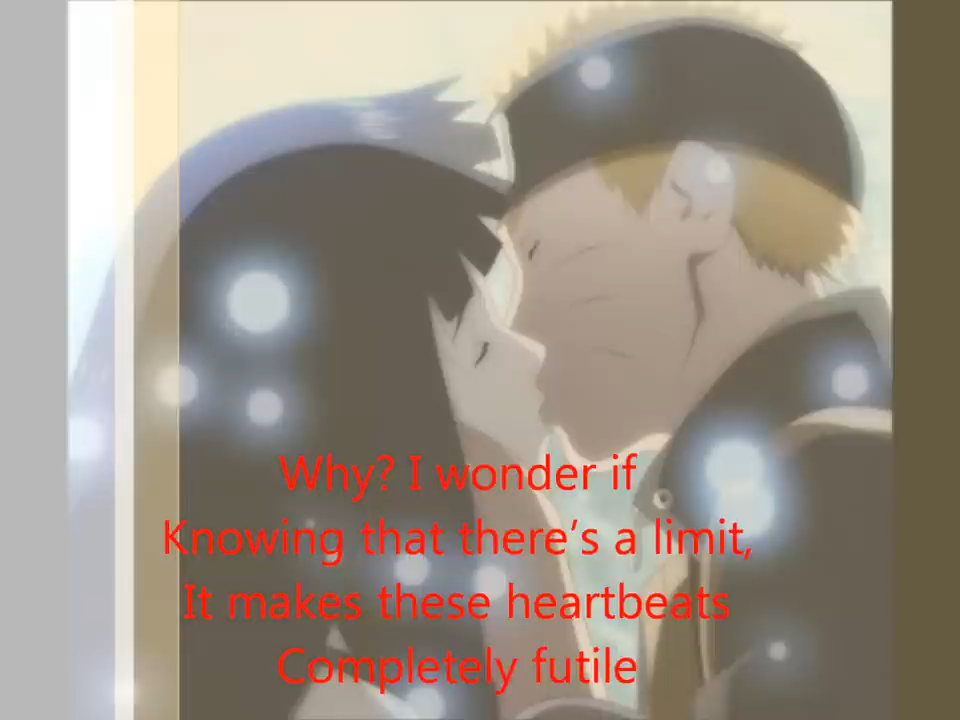 Why? I wonder if
Knowing that there's a limit,
It makes these heartbeats
Completely futile